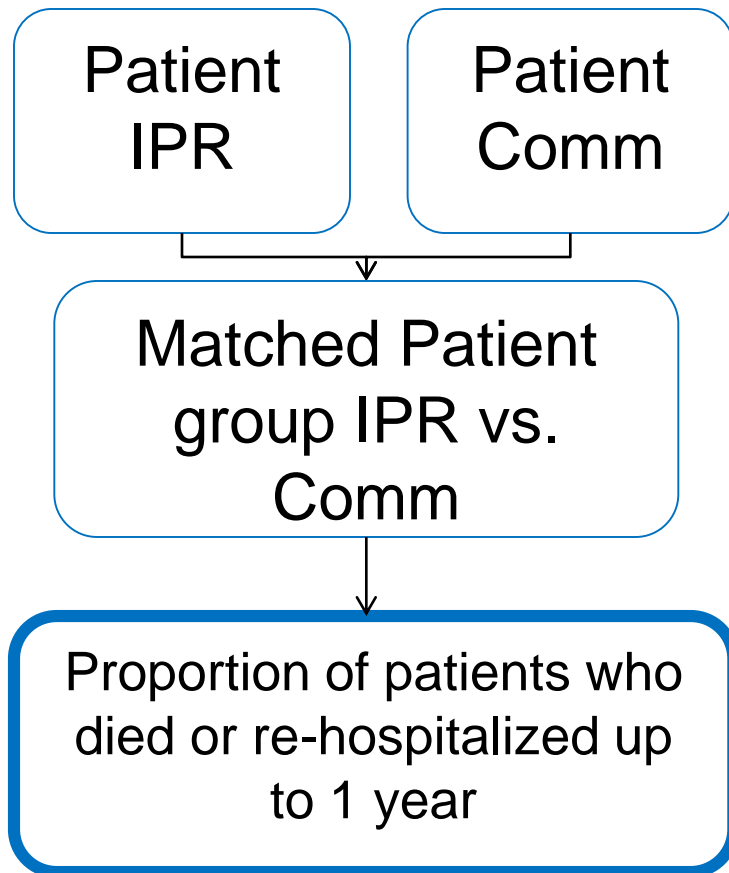 Patient
IPR
Patient
Comm
Matched Patient
group IPR vs.
Comm
Proportion of patients who
died or re-hospitalized up
to 1 year